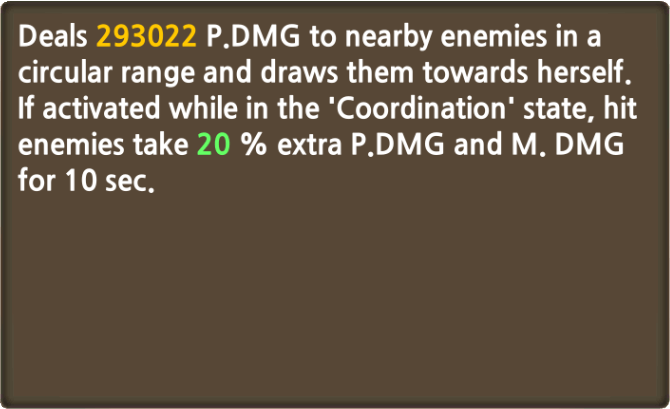 Deals 293022 P.DMG to nearby enemies in a
circular range and draws them towards herself.
If activated while in the 'Coordination' state, hit
enemies take 20 % extra P.DMG and M. DMG
for 10 sec.